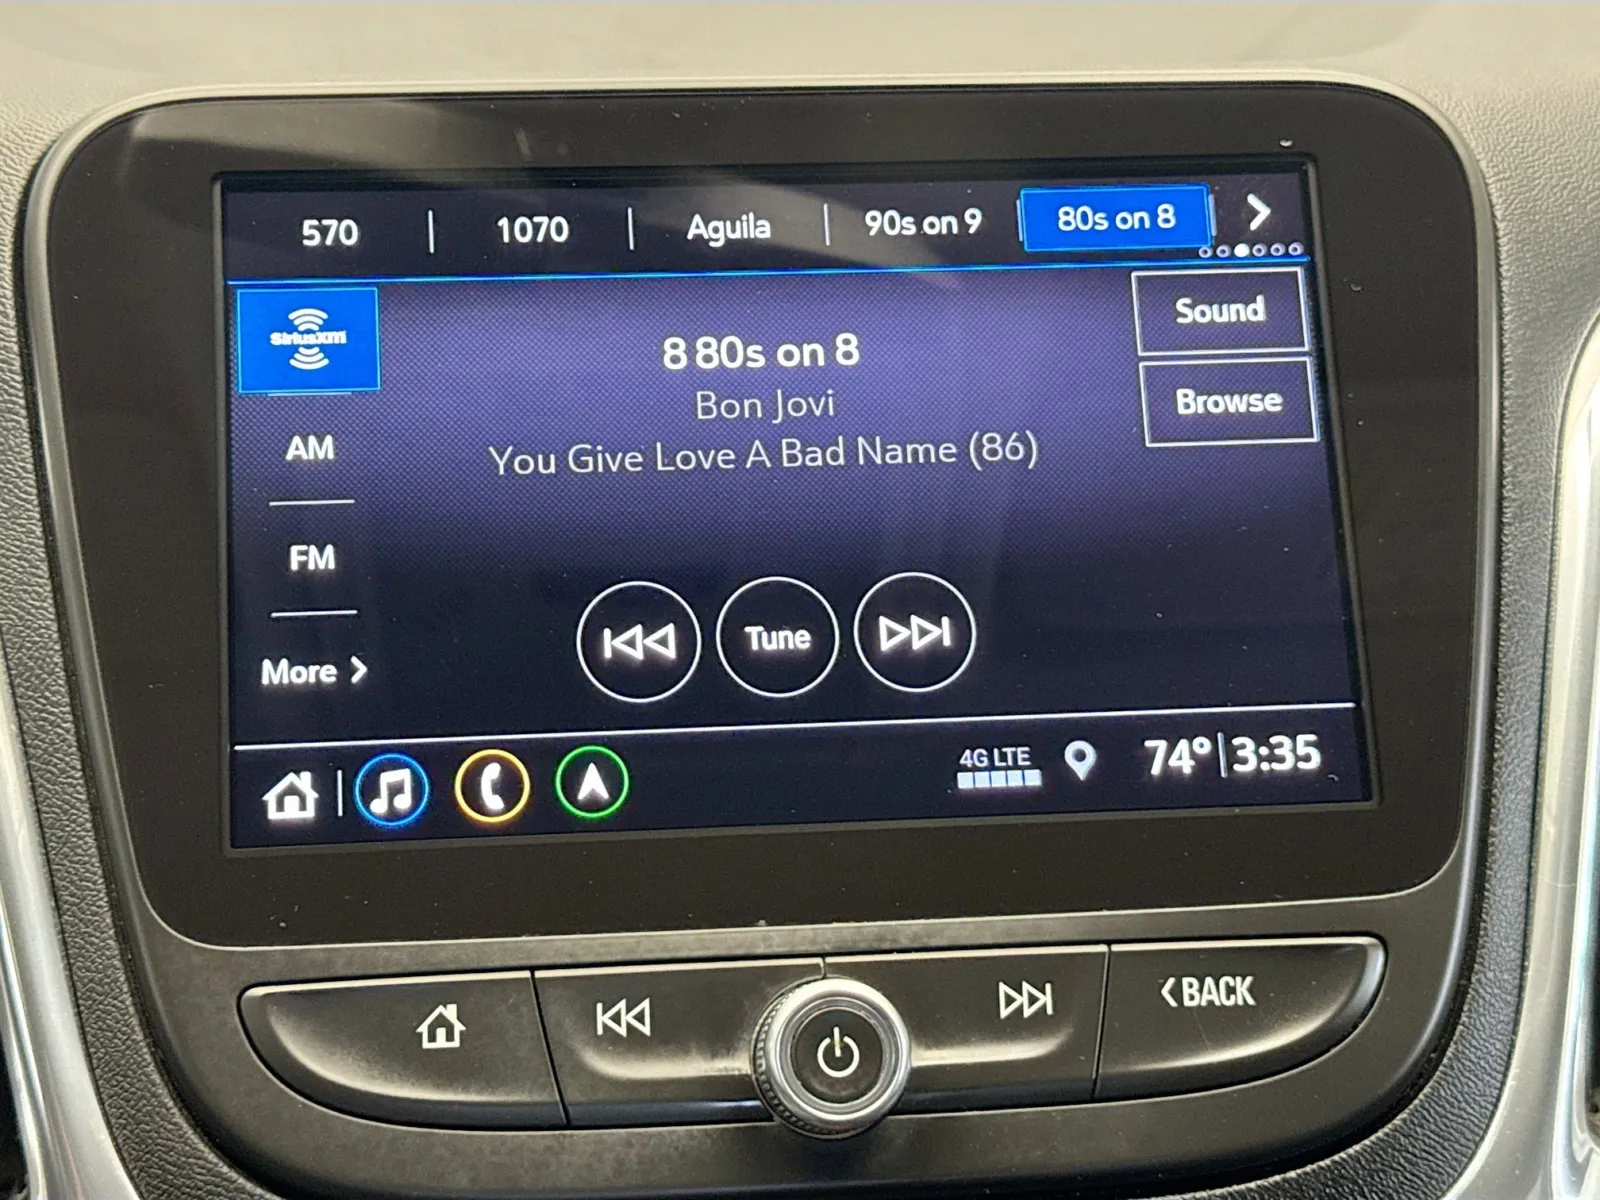 570 | 1070 | Aguila | 90s on 9 80s on 8
SiriusXM
8 80s on 8
Sound
Bon Jovi
Browse
You Give Love A Bad Name (86)
AM
FM
Tune
More
4G LTE
74° 3:35
BACK